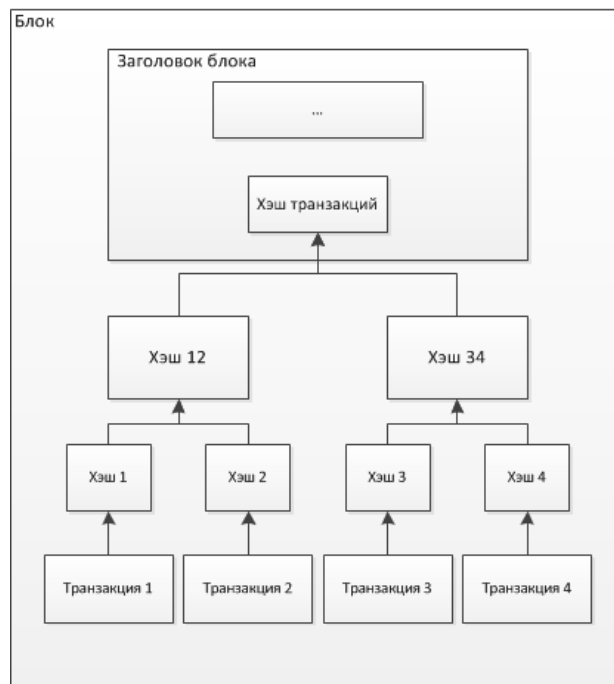 Блок
Заголовок блока
...
Хэш транзакций
Хэш 12
Хэш 34
Хэш 1
Хэш 2
Хэш 3
Хэш 4
Транзакция 1
Транзакция 2
Транзакция 3
Транзакция 4